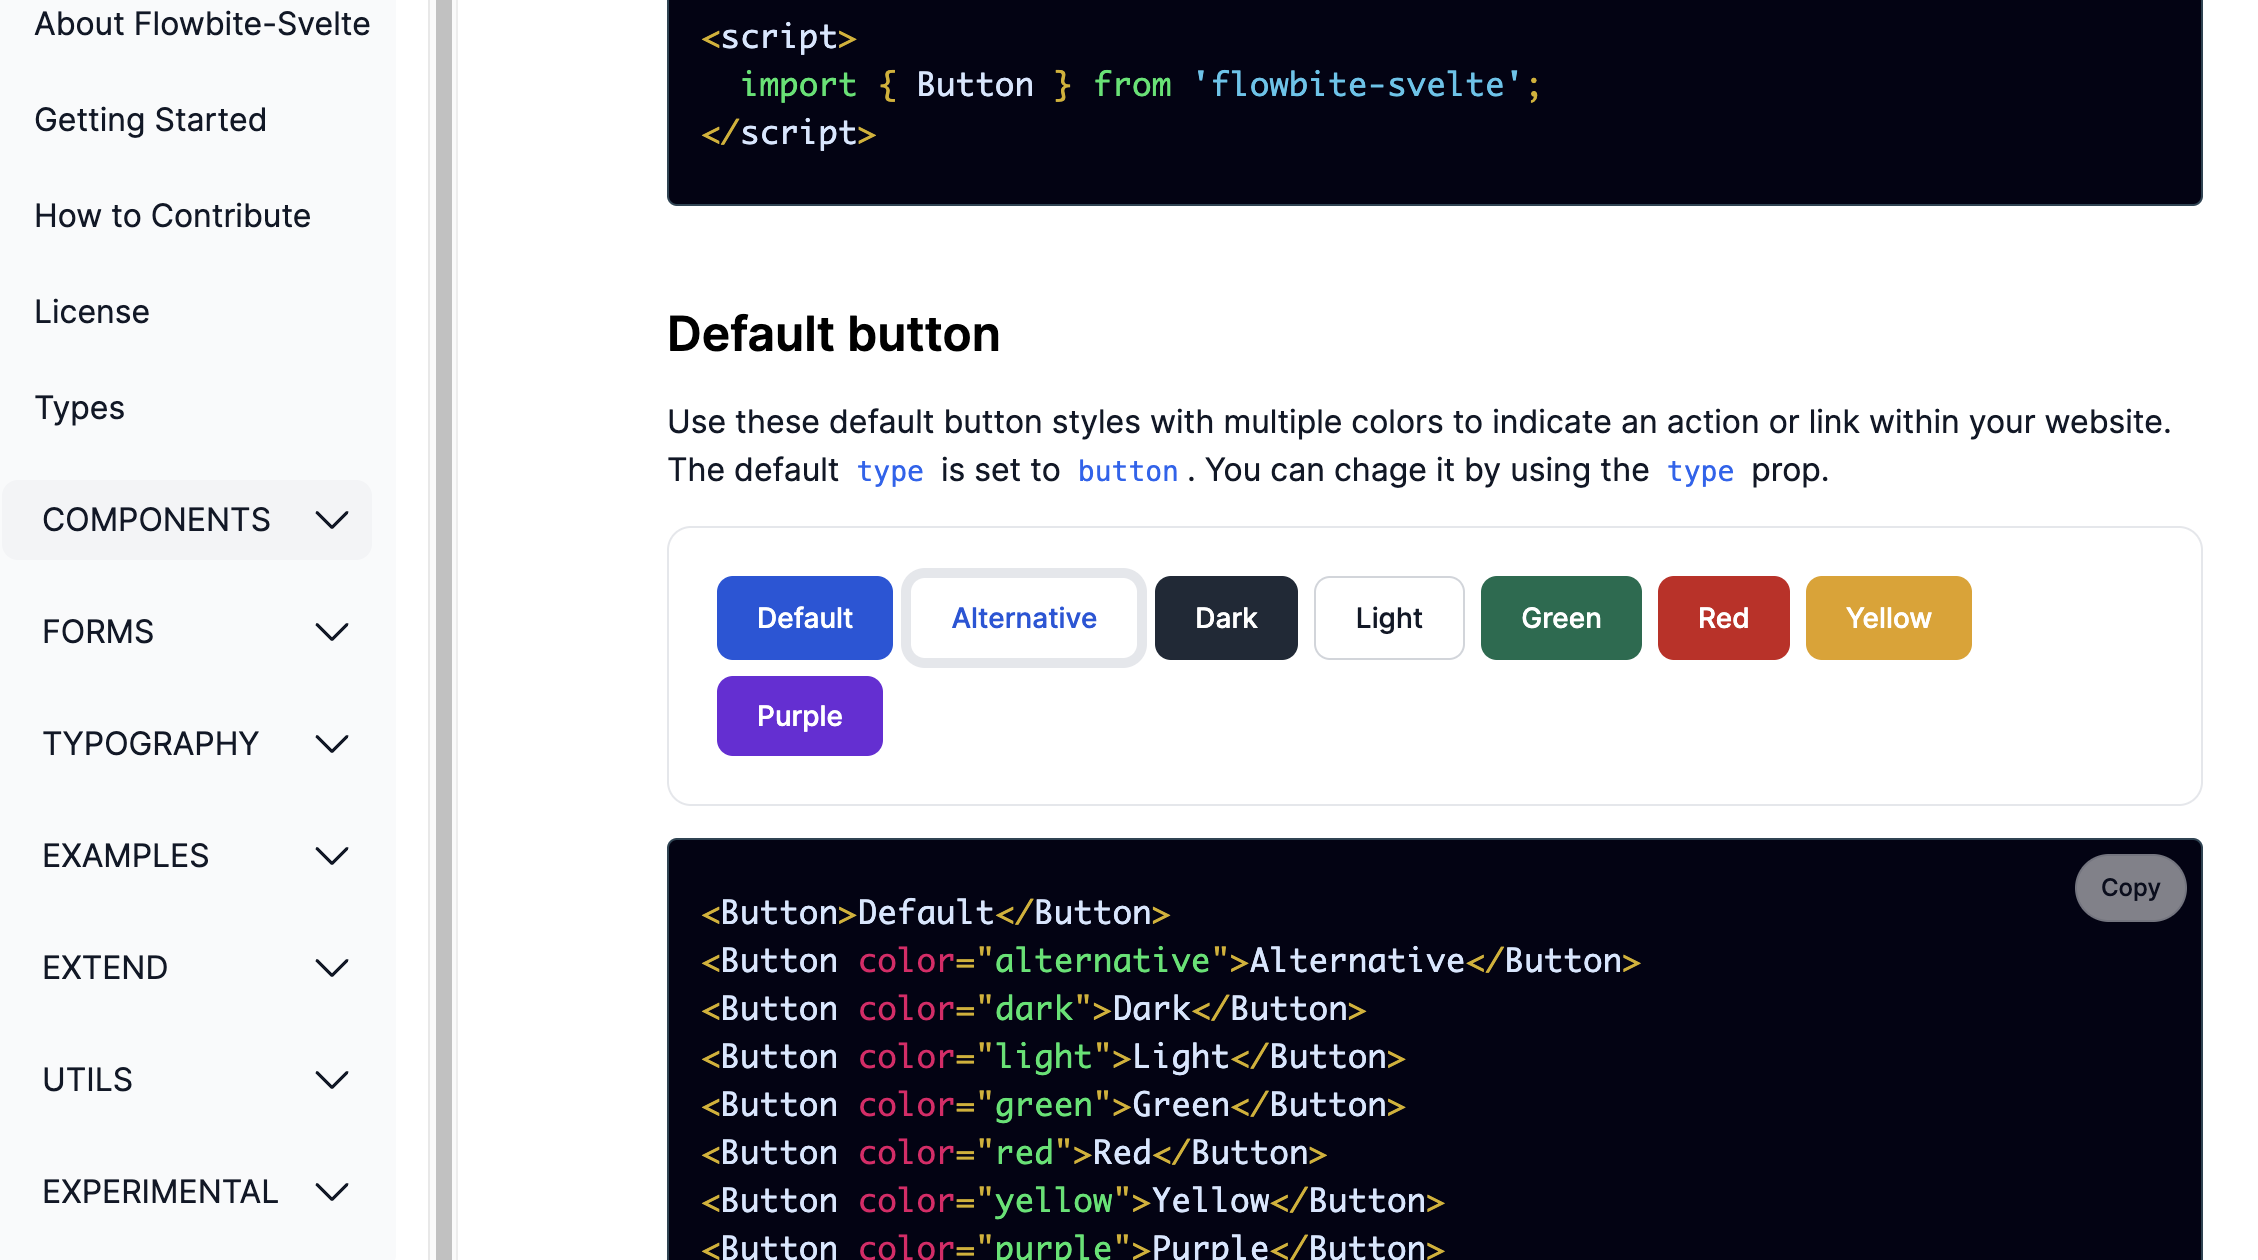 About Flowbite-Svelte
Getting Started
How to Contribute
License
Types
COMPONENTS
FORMS
TYPOGRAPHY
EXAMPLES
EXTEND
UTILS
EXPERIMENTAL
<script>
  import { Button } from 'flowbite-svelte';
</script>
Default button
Use these default button styles with multiple colors to indicate an action or link within your website.
The default type is set to button. You can chage it by using the type prop.
Default Alternative Dark Light Green Red Yellow
Purple
Copy
<Button>Default</Button>
<Button color="alternative">Alternative</Button>
<Button color="dark">Dark</Button>
<Button color="light">Light</Button>
<Button color="green">Green</Button>
<Button color="red">Red</Button>
<Button color="yellow">Yellow</Button>
<Button color="purple">Purple</Button>